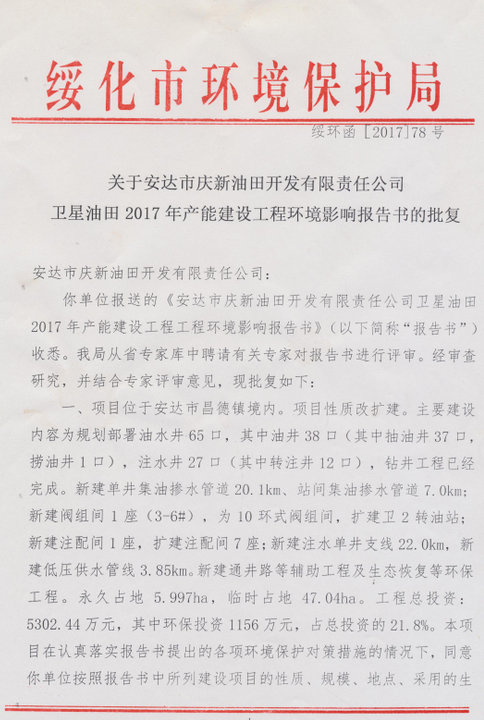 绥化市环境保护局
绥环函［2017]78 号
关于安达市庆新油田开发有限责任公司
卫星油田 2017 年产能建设工程环境影响报告书的批复
安达市庆新油田开发有限责任公司：
你单位报送的《安达市庆新油田开发有限责任公司卫星油田
2017 年产能建设工程工程环境影响报告书》（以下简称“报告书”）
收悉。我局从省专家库中聘请有关专家对报告书进行评审。经审查
研究，并结合专家评审意见，现批复如下：
一、项目位于安达市昌德镇境内。项目性质改扩建。主要建设
内容为规划部署油水井 65 口，其中油井 38 口（其中抽油井 37 口，
捞油井 1 口），注水井 27 口（其中转注井 12 口），钻井工程已经
完成。新建单井集油掺水管道 20.1km、站间集油掺水管道 7.0km；
新建阀组间 1 座（3-6#），为 10 环式阀组间，扩建卫 2 转油站；
新建注配间 1 座，扩建注配间 7 座；新建注水单井支线 22.0km，新
建低压供水管线 3.85km。新建通井路等辅助工程及生态恢复等环保
工程。永久占地 5.997ha，临时占地 47.04ha。工程总投资：
5302.44 万元，其中环保投资 1156 万元，占总投资的 21.8%。本项
目在认真落实报告书提出的各项环境保护对策措施的情况下，同意
你单位按照报告书中所列建设项目的性质、规模、地点、采用的生